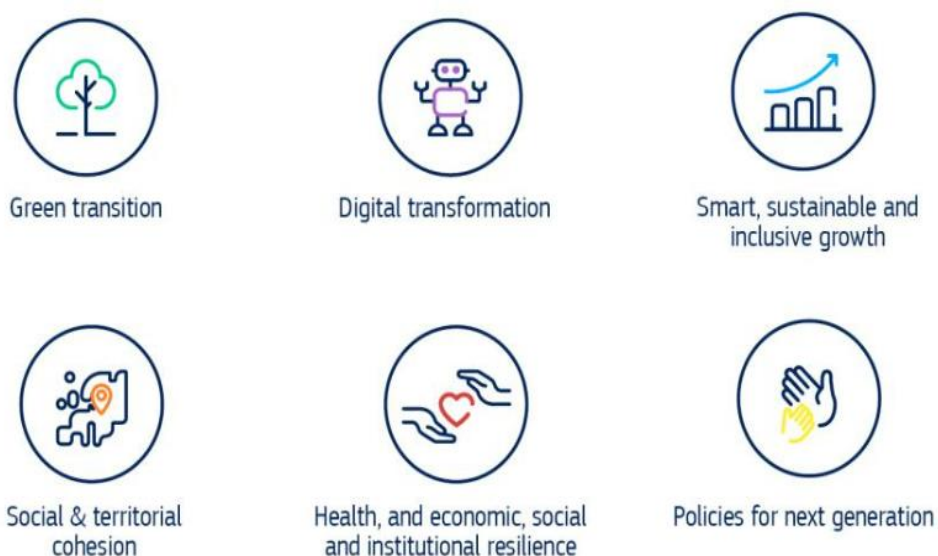 Green transition
Digital transformation
Smart, sustainable and
inclusive growth
Social & territorial
cohesion
Health, and economic, social
and institutional resilience
Policies for next generation